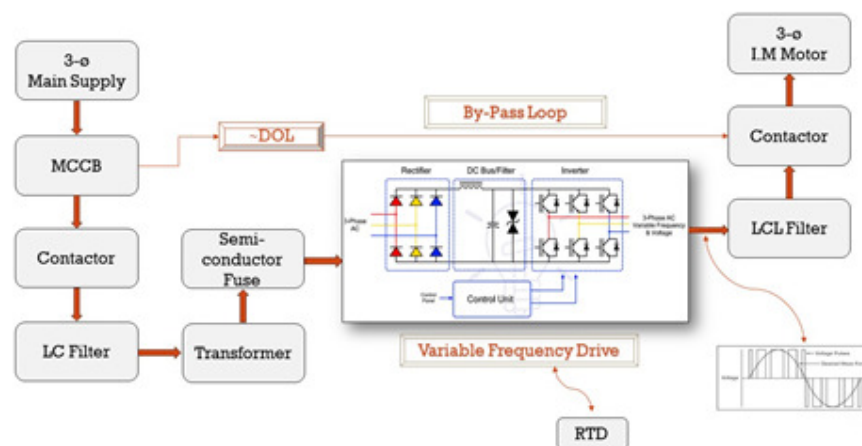 3-ø
Main Supply
MCCB
Contactor
LC Filter
Transformer
Semi-
conductor
Fuse
~DOL
By-Pass Loop
Rectifier
DC Bus/Filter
Inverter
3-Phase
AC
3-Phase AC
Variable Frequency
& Voltage
Control
Panel
Control Unit
Variable Frequency Drive
RTD
3-ø
I.M Motor
Contactor
LCL Filter
Voltage Pulses
Voltage